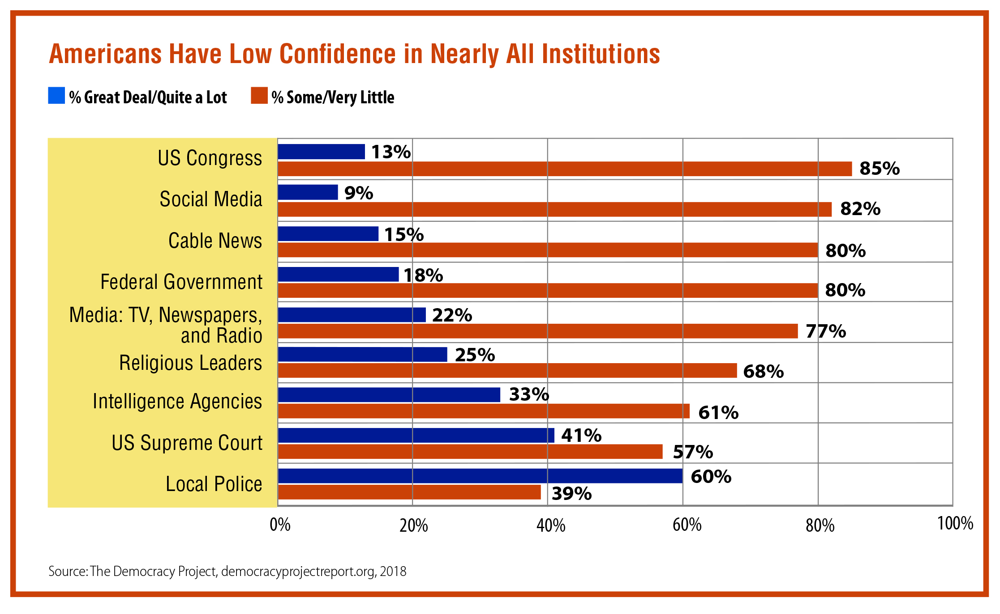 Americans Have Low Confidence in Nearly All Institutions
% Great Deal/Quite a Lot % Some/Very Little
US Congress 13% 85%
Social Media 9% 82%
Cable News 15% 80%
Federal Government 18% 80%
Media: TV, Newspapers,
and Radio 22% 77%
Religious Leaders 25% 68%
Intelligence Agencies 33% 61%
US Supreme Court 41% 57%
Local Police 60% 39%
0% 20% 40% 60% 80% 100%
Source: The Democracy Project, democracyprojectreport.org, 2018